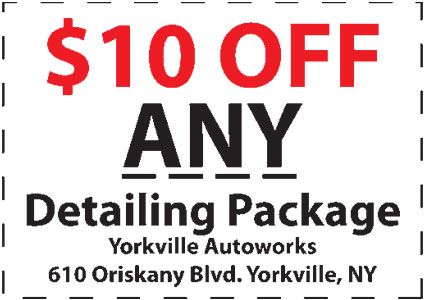 $10 OFF
ANY
Detailing Package
Yorkville Autoworks
610 Oriskany Blvd. Yorkville, NY